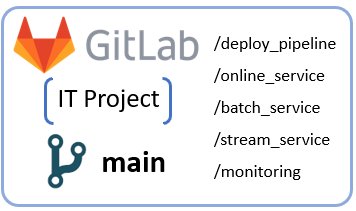 GitLab
IT Project
main
/deploy_pipeline
/online_service
/batch_service
/stream_service
/monitoring